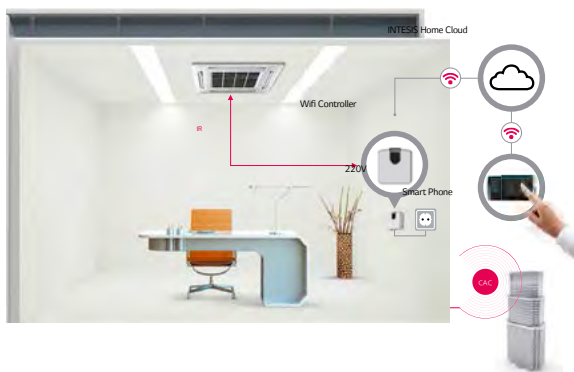 INTESIS Home Cloud
Wifi Controller
IR
220V
Smart Phone
CAC